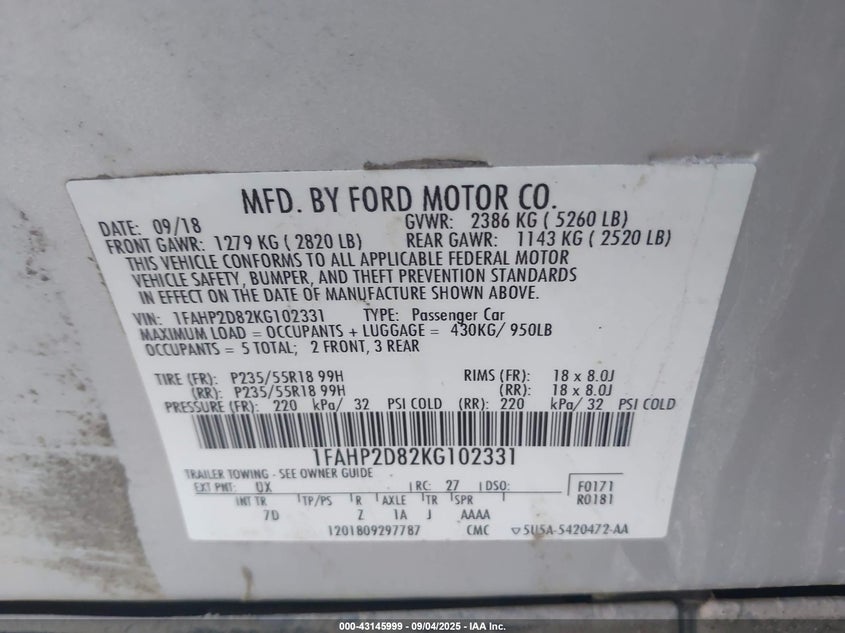 MFD. BY FORD MOTOR CO.
DATE: 09/18 GVWR: 2386 KG ( 5260 LB)
FRONT GAWR: 1279 KG ( 2820 LB) REAR GAWR: 1143 KG ( 2520 LB)
THIS VEHICLE CONFORMS TO ALL APPLICABLE FEDERAL MOTOR
VEHICLE SAFETY, BUMPER, AND THEFT PREVENTION STANDARDS
IN EFFECT ON THE DATE OF MANUFACTURE SHOWN ABOVE.
VIN: 1FAHP2D82KG102331 TYPE: Passenger Car
MAXIMUM LOAD = OCCUPANTS + LUGGAGE = 430KG/ 950LB
OCCUPANTS = 5 TOTAL; 2 FRONT, 3 REAR
TIRE (FR): P235/55R18 99H RIMS (FR): 18 x 8.0J
(RR): P235/55R18 99H (RR): 18 x 8.0J
PRESSURE (FR): 220 kPa/ 32 PSI COLD (RR): 220 kPa/ 32 PSI COLD
1FAHP2D82KG102331
TRAILER TOWING - SEE OWNER GUIDE
EXT PNT: UX RC: 27 DSO: F0171
INT TR TP/PS R AXLE TR SPR R0181
7D Z 1A J AAAA
1201809297787 CMC ▽5U5A-5420472-AA
000-43145999 - 09/04/2025 - IAA Inc.